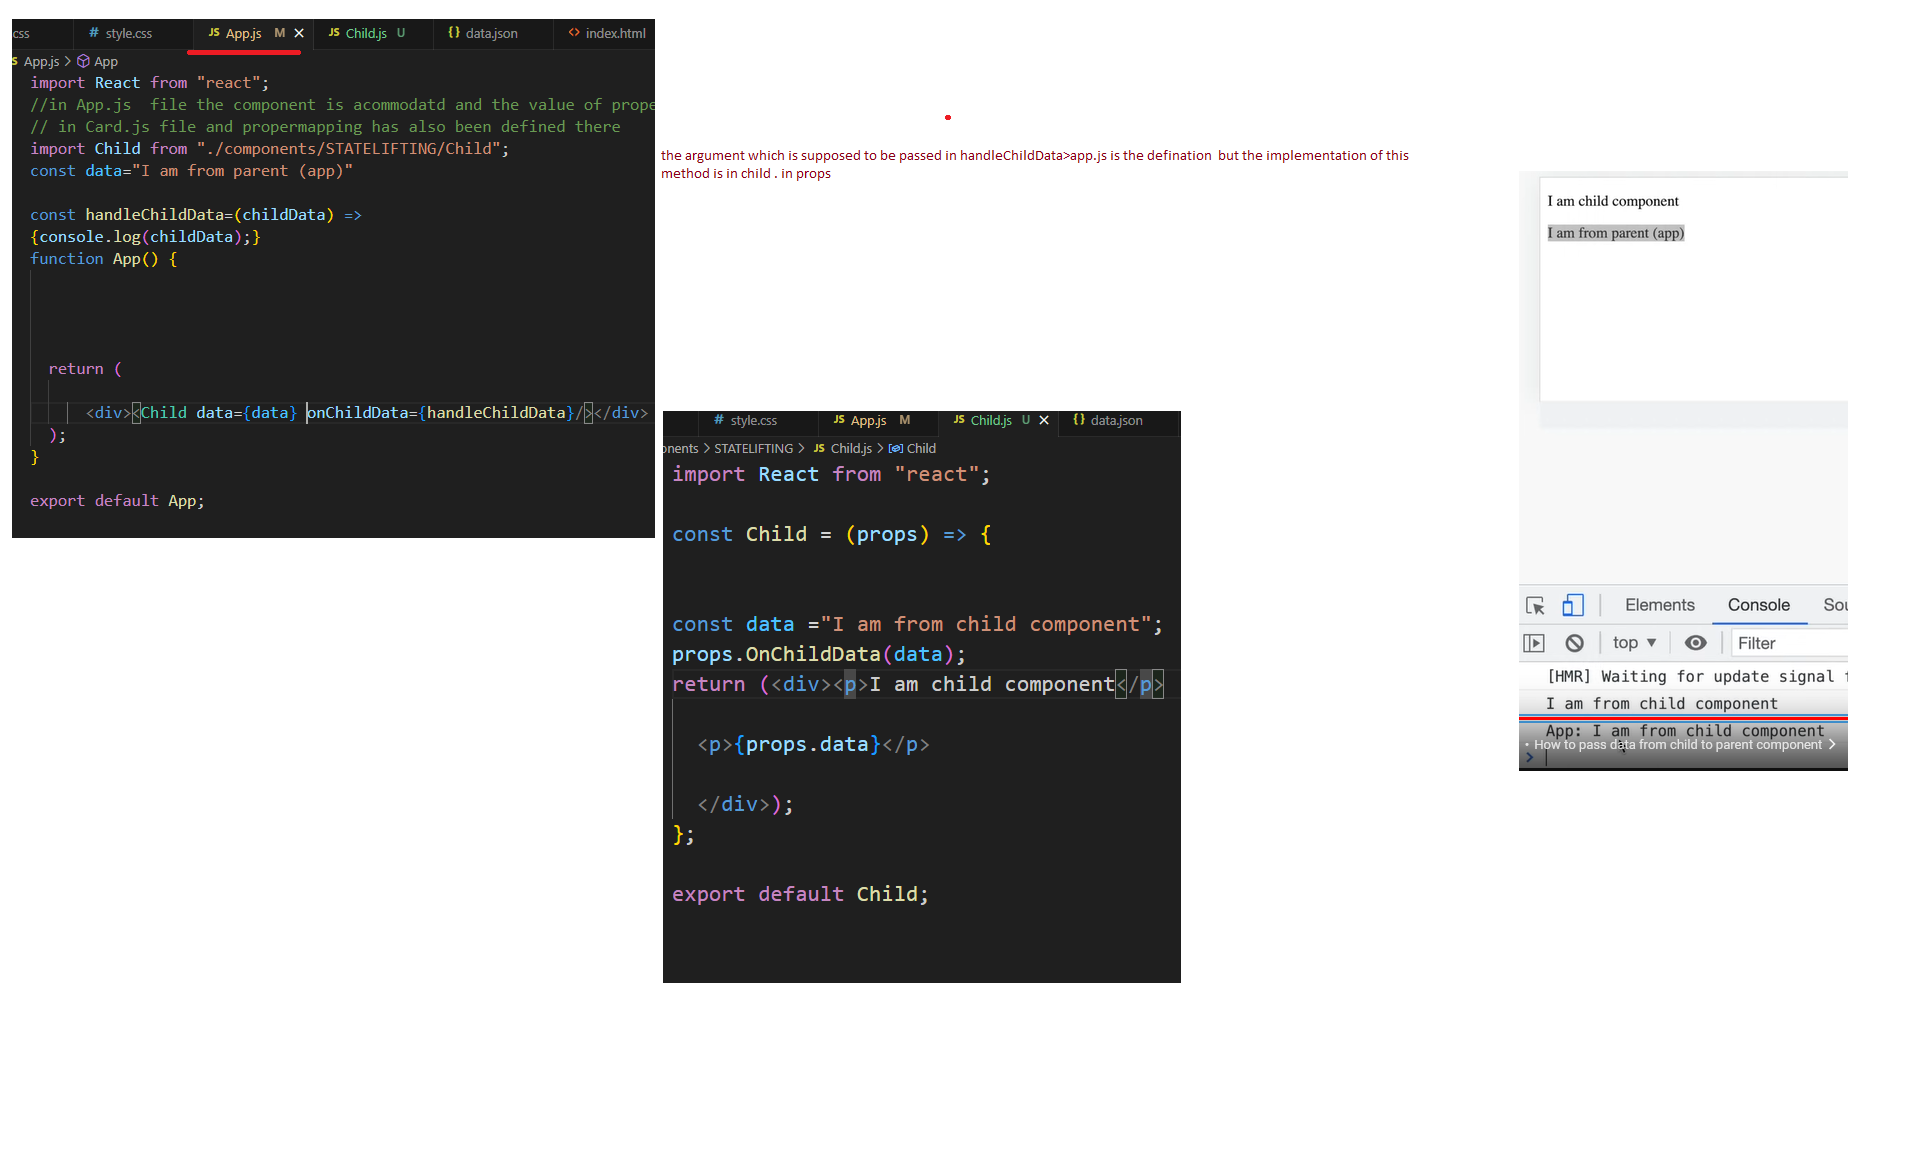 css
# style.css
JS App.js M ✕
JS Child.js U
{} data.json
<> index.html
App.js > App
import React from "react";
//in App.js  file the component is acommodatd and the value of prope
// in Card.js file and propermapping has also been defined there
import Child from "./components/STATELIFTING/Child";
const data="I am from parent (app)"
const handleChildData=(childData) =>
{console.log(childData);}
function App() {
return (
<div><Child data={data} onChildData={handleChildData}/></div>
);
}
export default App;
the argument which is supposed to be passed in handleChildData>app.js is the defination  but the implementation of this
method is in child . in props
# style.css
JS App.js M
JS Child.js U ✕
{} data.json
onents > STATELIFTING > JS Child.js > Child
import React from "react";
const Child = (props) => {
const data ="I am from child component";
props.OnChildData(data);
return (<div><p>I am child component</p>
<p>{props.data}</p>
</div>);
};
export default Child;
I am child component
I am from parent (app)
Elements Console Sou
top ▼ Filter
[HMR] Waiting for update signal f
I am from child component
App: I am from child component
• How to pass data from child to parent component >
>